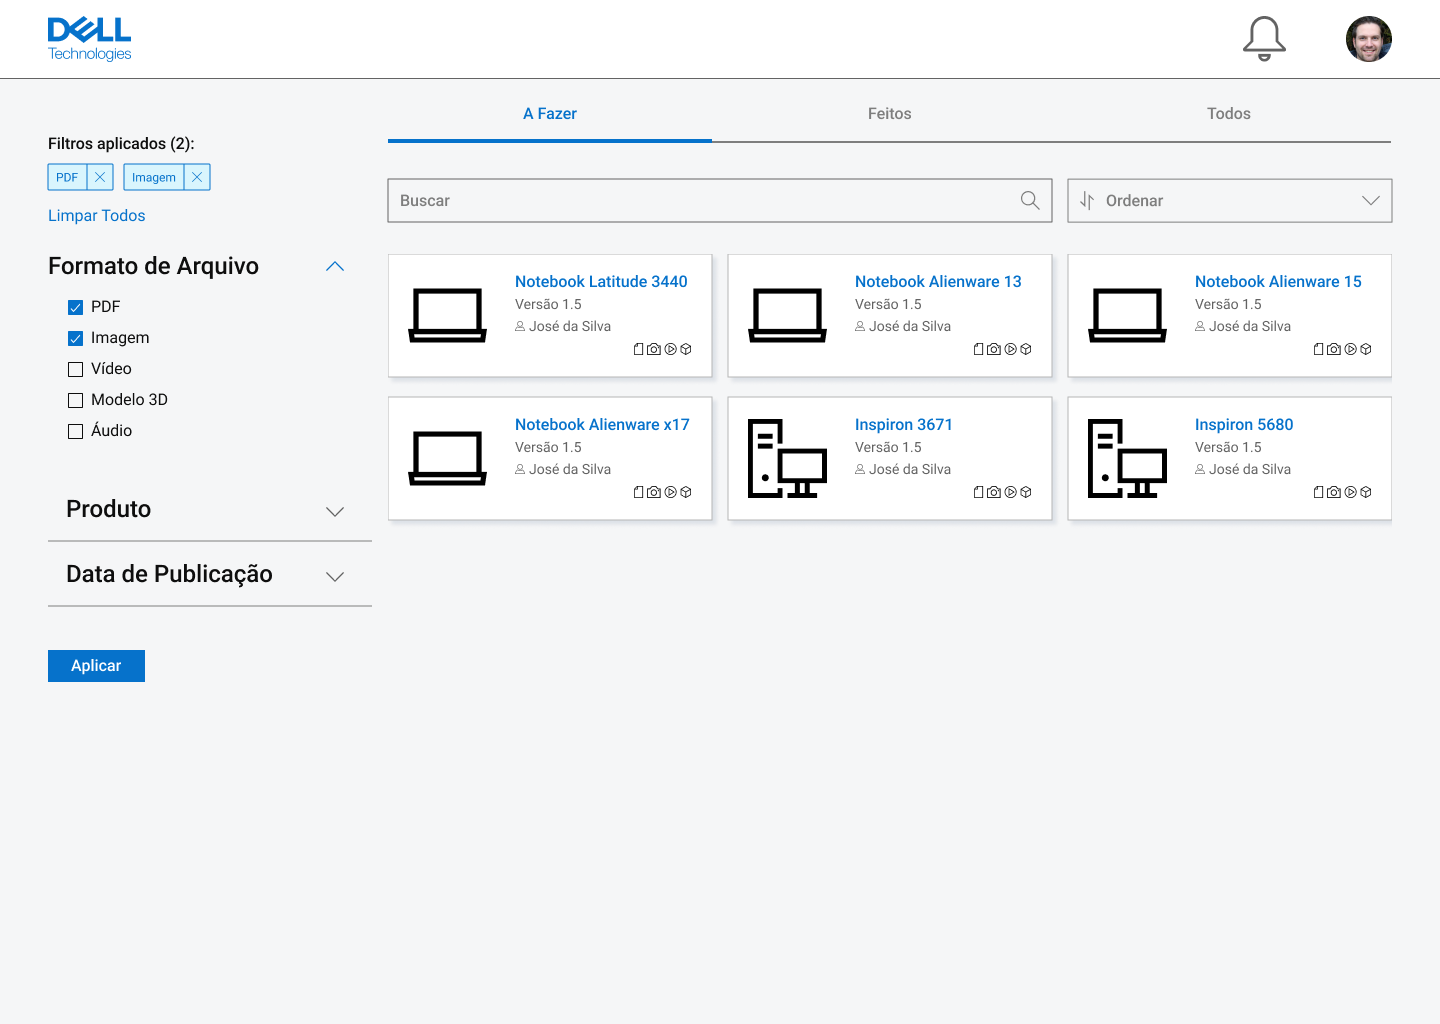 DELL
Technologies
A Fazer
Feitos
Todos
Filtros aplicados (2):
PDF
Imagem
Limpar Todos
Formato de Arquivo
PDF
Imagem
Vídeo
Modelo 3D
Áudio
Produto
Data de Publicação
Aplicar
Buscar
Ordenar
Notebook Latitude 3440
Versão 1.5
José da Silva
Notebook Alienware 13
Versão 1.5
José da Silva
Notebook Alienware 15
Versão 1.5
José da Silva
Notebook Alienware x17
Versão 1.5
José da Silva
Inspiron 3671
Versão 1.5
José da Silva
Inspiron 5680
Versão 1.5
José da Silva